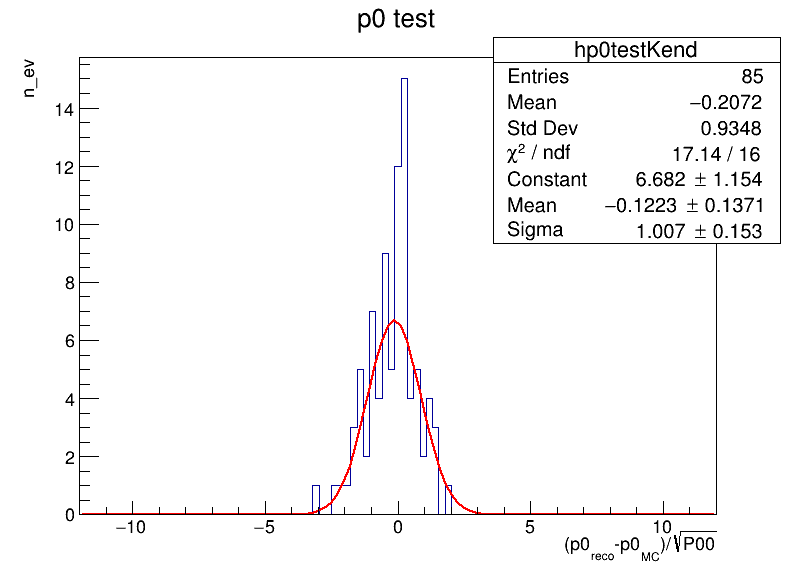 p0 test
n_ev
hp0testKend
Entries 85
Mean −0.2072
Std Dev 0.9348
χ² / ndf 17.14 / 16
Constant 6.682 ± 1.154
Mean −0.1223 ± 0.1371
Sigma 1.007 ± 0.153
14
12
10
8
6
4
2
0
−10 −5 0 5 10
(p0reco-p0MC)/√P00